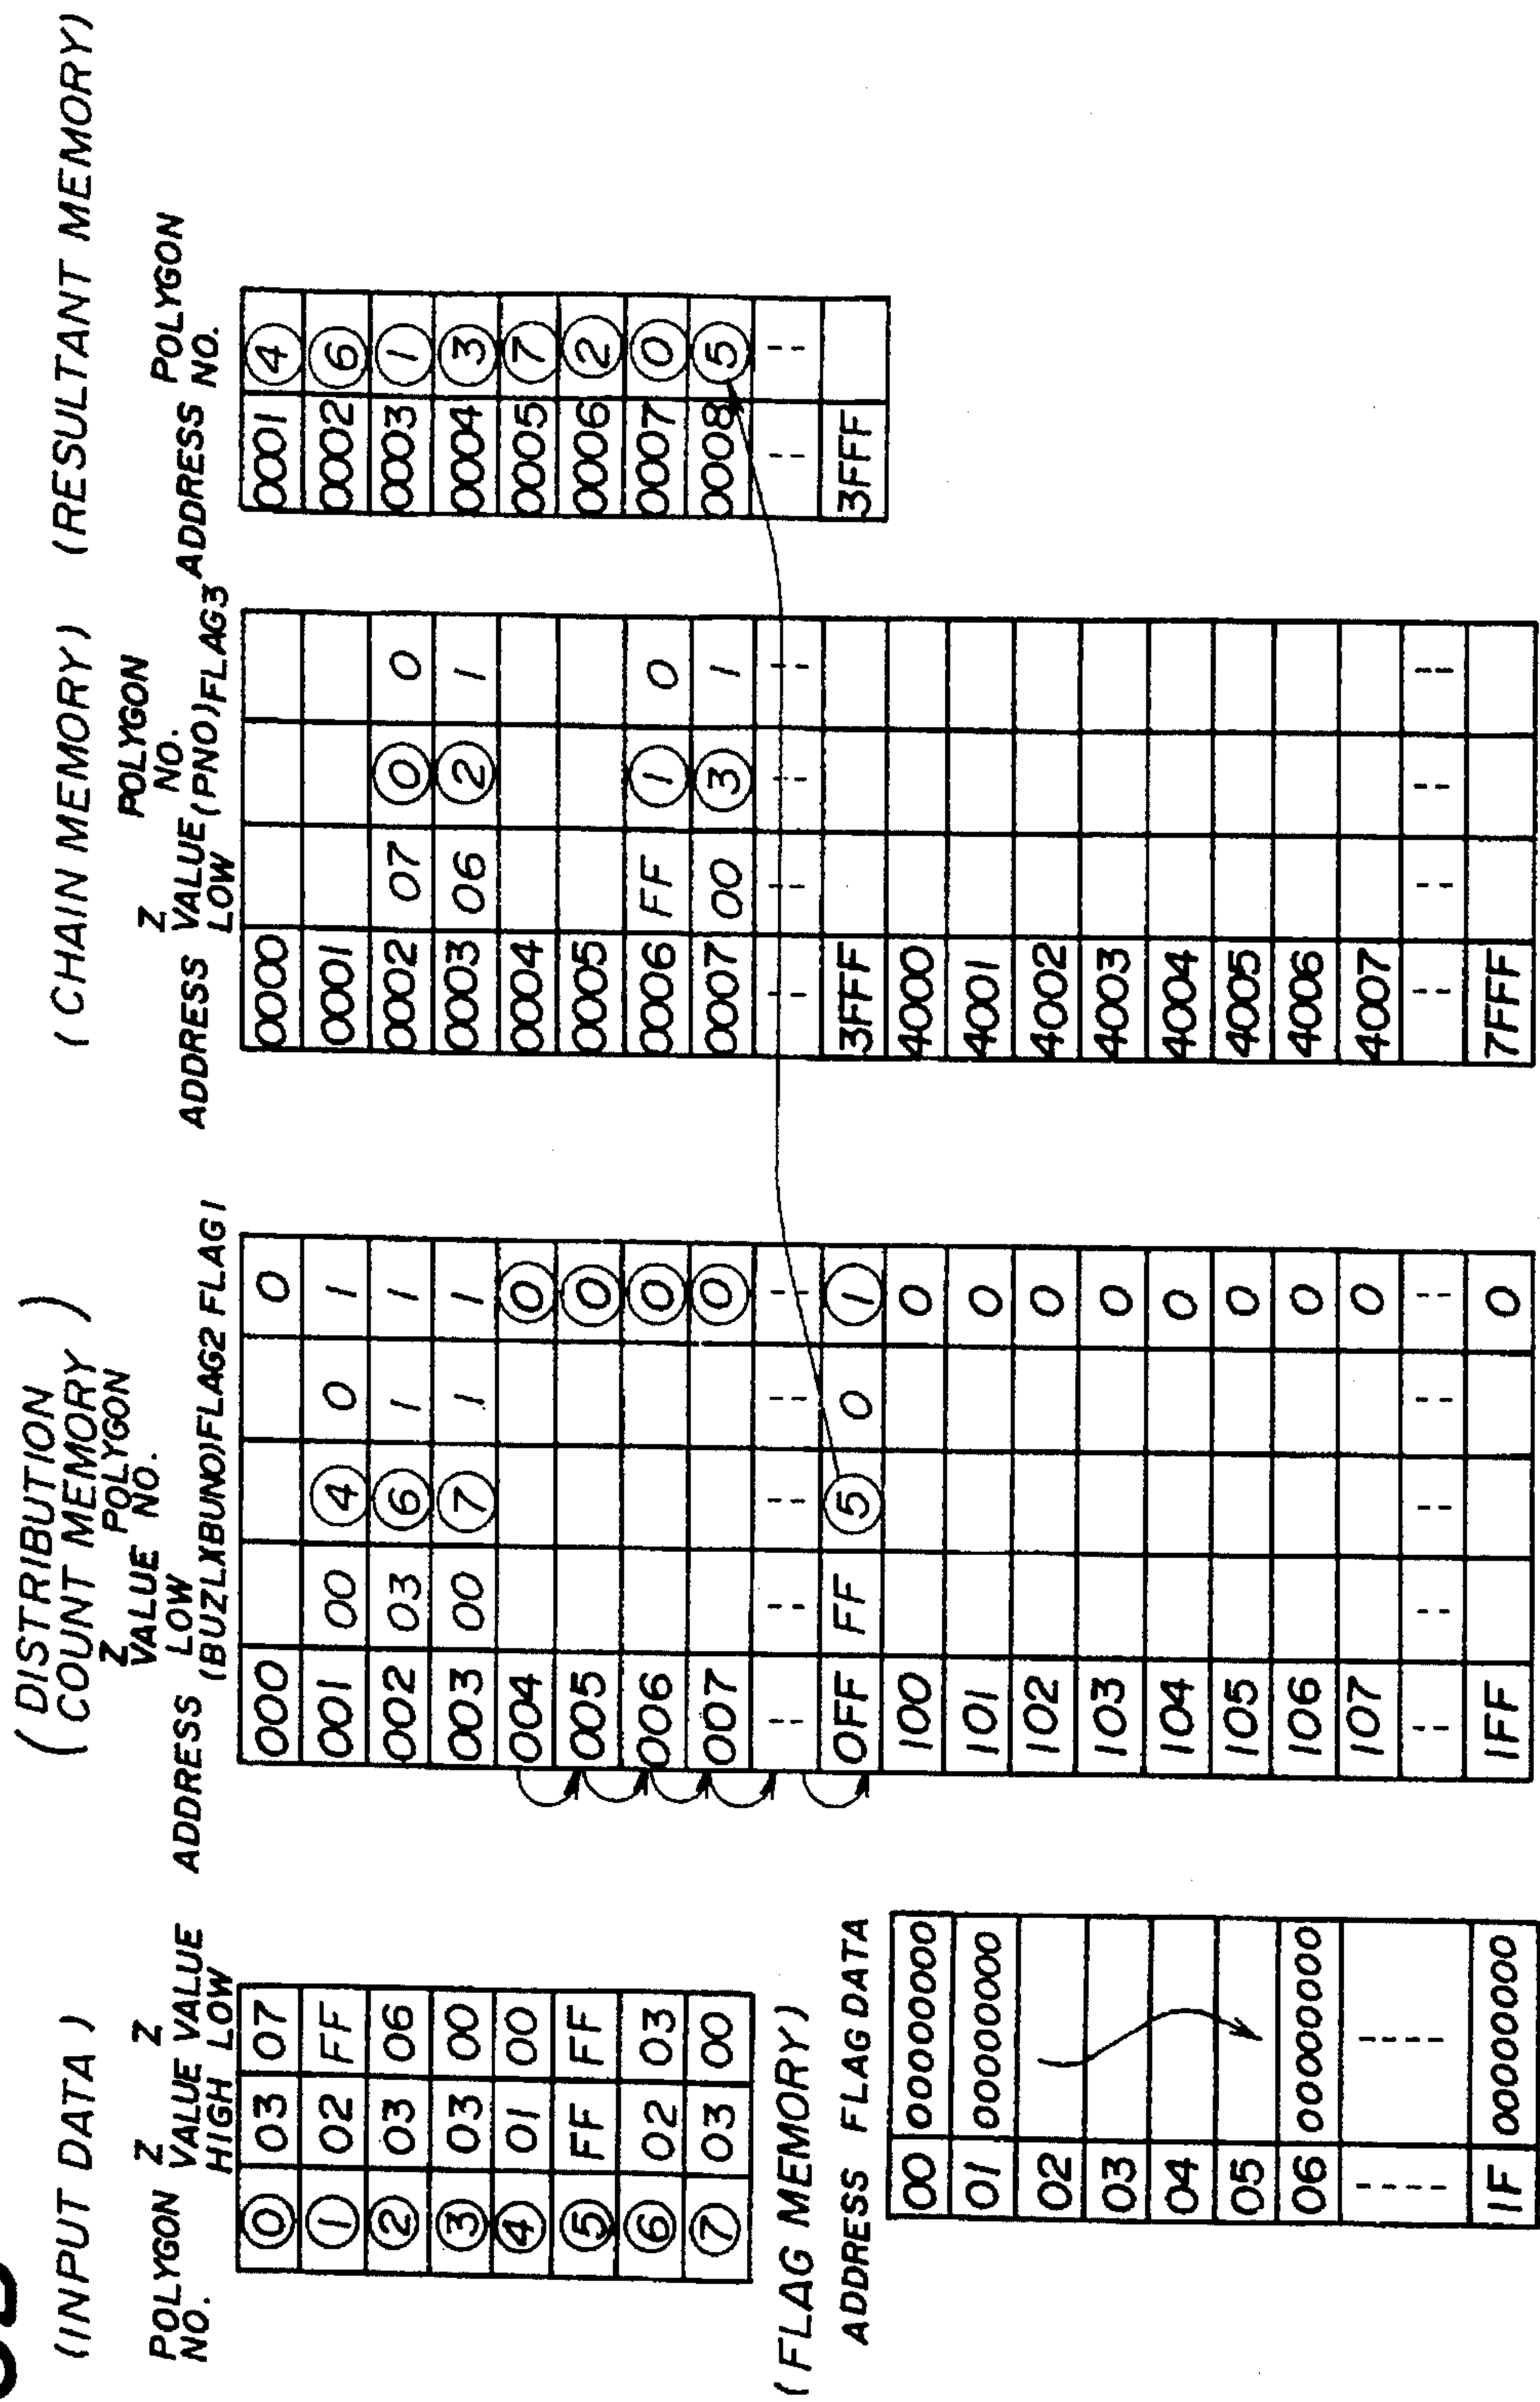 (INPUT DATA)
POLYGON NO. Z VALUE HIGH Z VALUE LOW
⓪ 03 07
① 02 FF
② 03 06
③ 03 00
④ 01 00
⑤ FF FF
⑥ 02 03
⑦ 03 00
(FLAG MEMORY)
ADDRESS FLAG DATA
00 00000000
01 00000000
02
03
04
05
06 00000000
---- ----
1F 00000000
(DISTRIBUTION COUNT MEMORY)
ADDRESS Z VALUE LOW (BUZL) POLYGON NO. (BUNO) FLAG2 FLAG1
000 0
001 00 ④ 0 1
002 03 ⑥ 1 1
003 00 ⑦ 1 1
004 ⓪
005 ⓪
006 ⓪
007 ⓪
-- -- -- -- --
0FF FF ⑤ 0 ①
100 0
101 0
102 0
103 0
104 0
105 0
106 0
107 0
-- -- -- -- --
1FF 0
(CHAIN MEMORY)
ADDRESS Z VALUE LOW POLYGON NO. (PNO) FLAG3
0000
0001
0002 07 ⓪ 0
0003 06 ② 1
0004
0005
0006 FF ① 0
0007 00 ③ 1
-- -- -- --
3FFF
4000
4001
4002
4003
4004
4005
4006
4007
-- -- -- --
7FFF
(RESULTANT MEMORY)
ADDRESS POLYGON NO.
0001 ④
0002 ⑥
0003 ①
0004 ③
0005 ⑦
0006 ②
0007 ⓪
0008 ⑤
-- --
3FFF